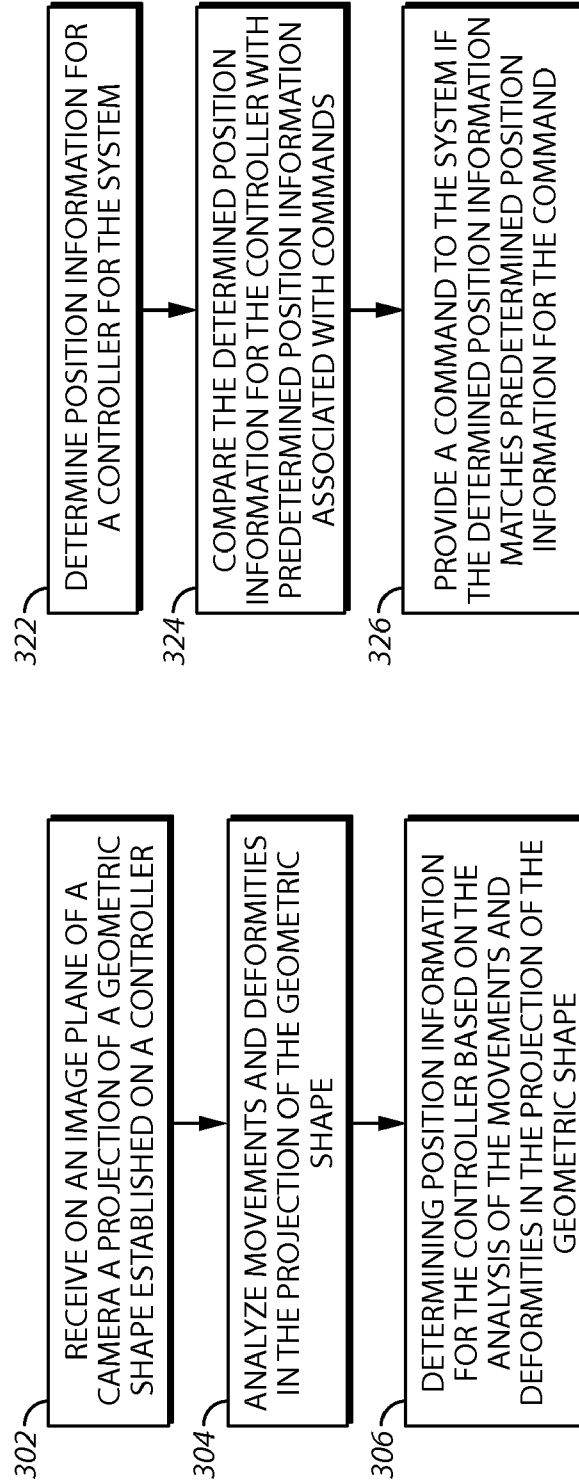 302
RECEIVE ON AN IMAGE PLANE OF A
CAMERA A PROJECTION OF A GEOMETRIC
SHAPE ESTABLISHED ON A CONTROLLER
304
ANALYZE MOVEMENTS AND DEFORMITIES
IN THE PROJECTION OF THE GEOMETRIC
SHAPE
306
DETERMINING POSITION INFORMATION
FOR THE CONTROLLER BASED ON THE
ANALYSIS OF THE MOVEMENTS AND
DEFORMITIES IN THE PROJECTION OF THE
GEOMETRIC SHAPE
322
DETERMINE POSITION INFORMATION FOR
A CONTROLLER FOR THE SYSTEM
324
COMPARE THE DETERMINED POSITION
INFORMATION FOR THE CONTROLLER WITH
PREDETERMINED POSITION INFORMATION
ASSOCIATED WITH COMMANDS
326
PROVIDE A COMMAND TO THE SYSTEM IF
THE DETERMINED POSITION INFORMATION
MATCHES PREDETERMINED POSITION
INFORMATION FOR THE COMMAND